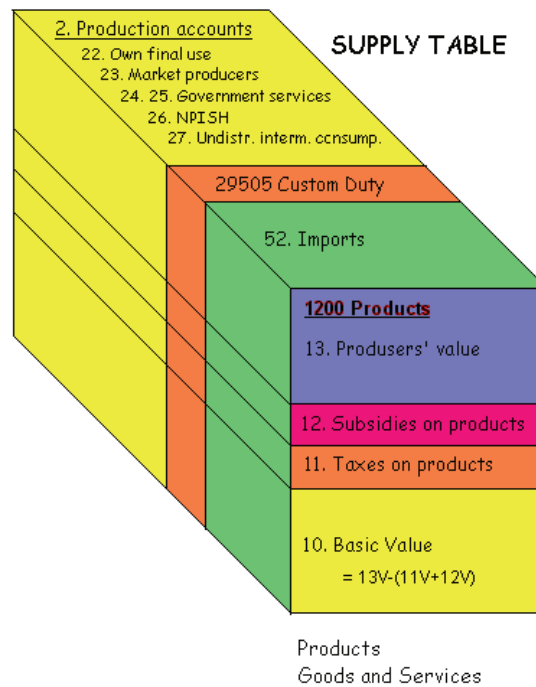 2. Production accounts
SUPPLY TABLE
22. Own final use
23. Market producers
24. 25. Government services
26. NPISH
27. Undistr. interm. ccnsump.
29505 Custom Duty
52. Imports
1200 Products
13. Produsers' value
12. Subsidies on products
11. Taxes on products
10. Basic Value
= 13V-(11V+12V)
Products
Goods and Services